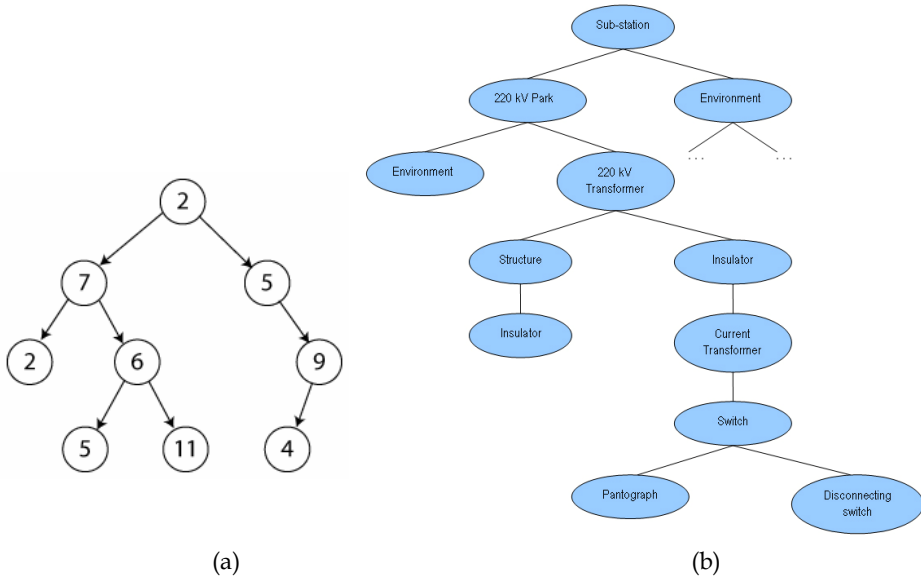 2
7
5
2
6
9
5
11
4
(a)
Sub-station
220 kV Park
Environment
... ...
Environment
220 kV
Transformer
Structure
Insulator
Insulator
Current
Transformer
Switch
Pantograph
Disconnecting
switch
(b)